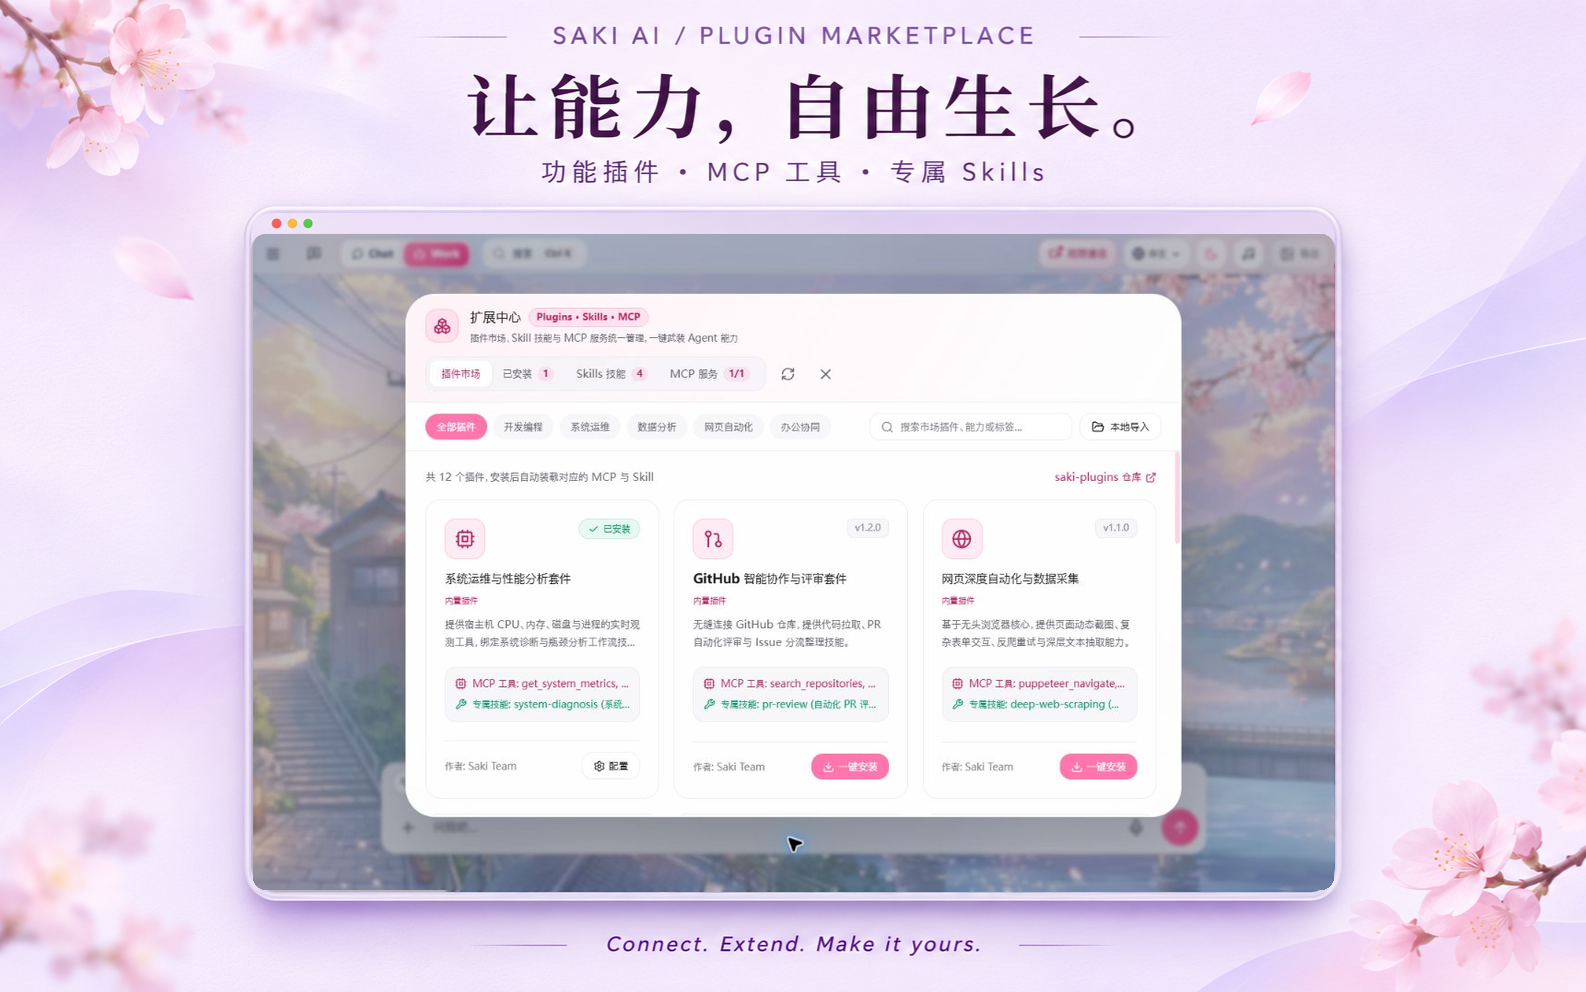 SAKI AI / PLUGIN MARKETPLACE
让能力，自由生长。
功能插件 • MCP 工具 • 专属 Skills
Chat
Work
搜索 Ctrl K
中文
扩展中心 Plugins • Skills • MCP
插件市场、Skill 技能与 MCP 服务统一管理，一键武装 Agent 能力
插件市场 已安装 1 Skills 技能 4 MCP 服务 1/1
全部插件 开发编程 系统运维 数据分析 网页自动化 办公协同 搜索市场插件、能力或标签... 本地导入
共 12 个插件，安装后自动装载对应的 MCP 与 Skill saki-plugins 仓库
已安装
系统运维与性能分析套件
内置插件
提供宿主机 CPU、内存、磁盘与进程的实时观
测工具，绑定系统诊断与瓶颈分析工作流技...
MCP 工具: get_system_metrics, ...
专属技能: system-diagnosis (系统...
作者: Saki Team 配置
v1.2.0
GitHub 智能协作与评审套件
内置插件
无缝连接 GitHub 仓库，提供代码拉取、PR
自动化评审与 Issue 分流整理技能。
MCP 工具: search_repositories, ...
专属技能: pr-review (自动化 PR 评...
作者: Saki Team 一键安装
v1.1.0
网页深度自动化与数据采集
内置插件
基于无头浏览器核心，提供页面动态截图、复
杂表单交互、反爬重试与深层文本抽取能力。
MCP 工具: puppeteer_navigate,...
专属技能: deep-web-scraping (...
作者: Saki Team 一键安装
Connect. Extend. Make it yours.